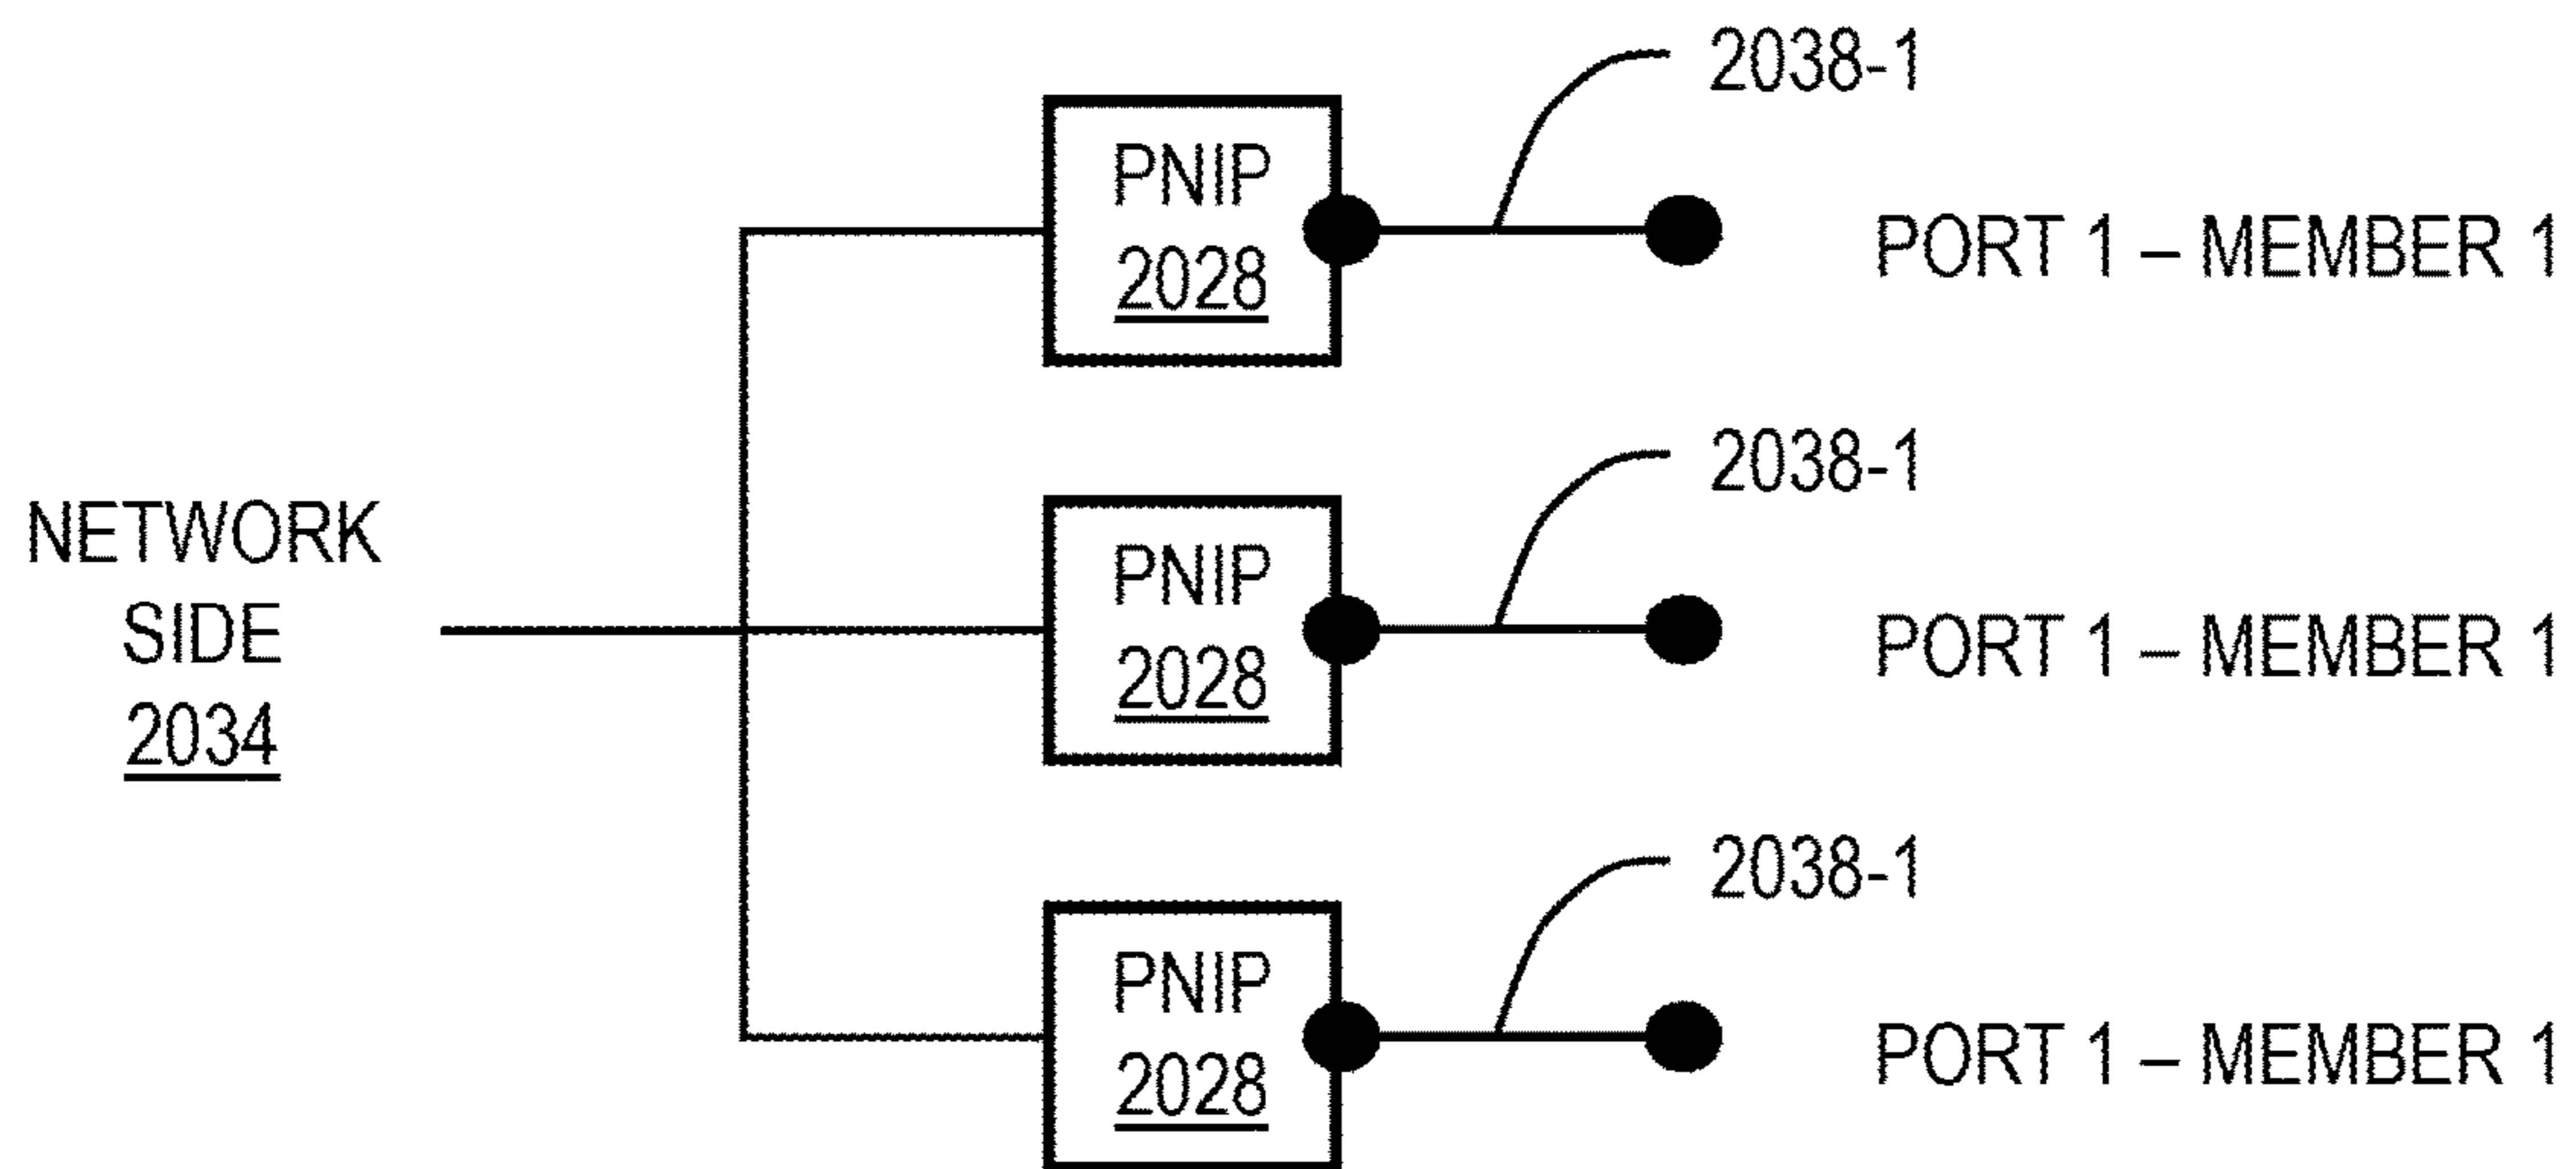 2038-1
PNIP
2028
PORT 1 – MEMBER 1
2038-1
NETWORK
SIDE
2034
PNIP
2028
PORT 1 – MEMBER 1
2038-1
PNIP
2028
PORT 1 – MEMBER 1